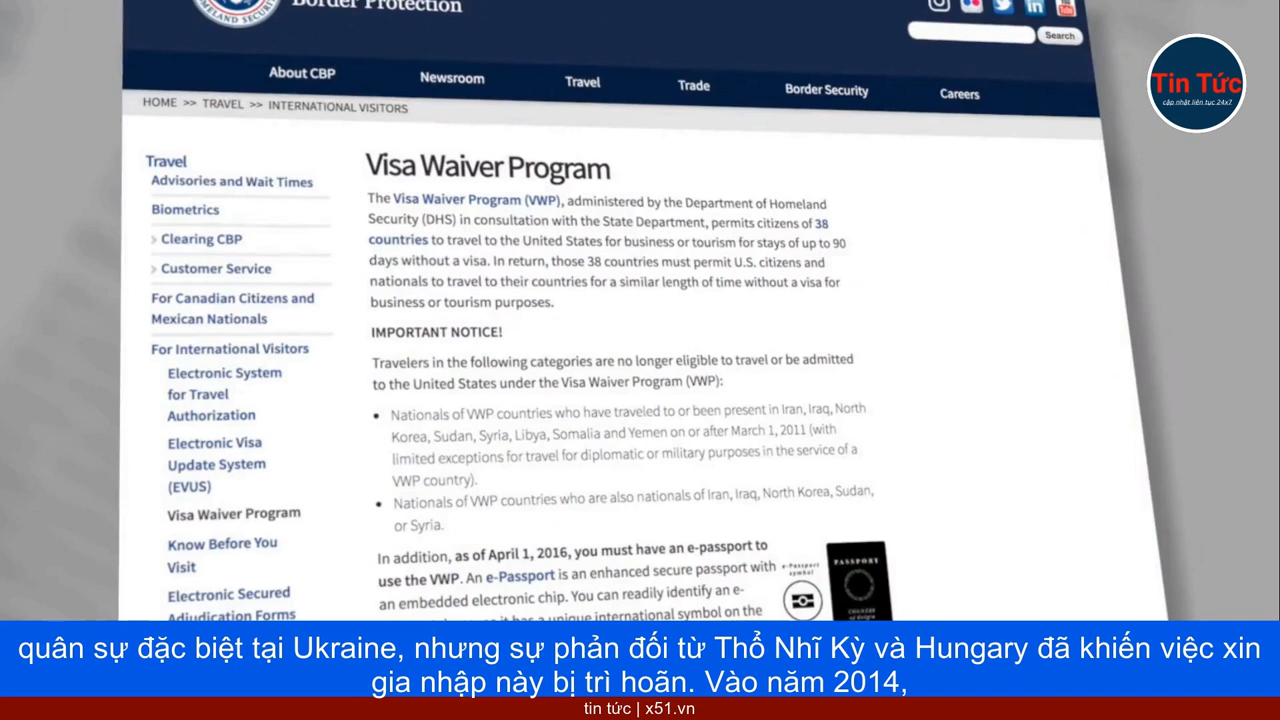 Border Protection
HOMELAND SECURITY
Search
About CBP
Newsroom
Travel
Trade
Border Security
Careers
HOME >> TRAVEL >> INTERNATIONAL VISITORS
Tin Tức
cập nhật liên tục 24x7
Travel
Advisories and Wait Times
Biometrics
Clearing CBP
Customer Service
For Canadian Citizens and
Mexican Nationals
For International Visitors
Electronic System
for Travel
Authorization
Electronic Visa
Update System
(EVUS)
Visa Waiver Program
Know Before You
Visit
Electronic Secured
Adjudication Forms
Visa Waiver Program
The Visa Waiver Program (VWP), administered by the Department of Homeland
Security (DHS) in consultation with the State Department, permits citizens of 38
countries to travel to the United States for business or tourism for stays of up to 90
days without a visa. In return, those 38 countries must permit U.S. citizens and
nationals to travel to their countries for a similar length of time without a visa for
business or tourism purposes.
IMPORTANT NOTICE!
Travelers in the following categories are no longer eligible to travel or be admitted
to the United States under the Visa Waiver Program (VWP):
• Nationals of VWP countries who have traveled to or been present in Iran, Iraq, North
Korea, Sudan, Syria, Libya, Somalia and Yemen on or after March 1, 2011 (with
limited exceptions for travel for diplomatic or military purposes in the service of a
VWP country).
• Nationals of VWP countries who are also nationals of Iran, Iraq, North Korea, Sudan,
or Syria.
In addition, as of April 1, 2016, you must have an e-passport to
use the VWP. An e-Passport is an enhanced secure passport with
an embedded electronic chip. You can readily identify an e-
unique international symbol on the
e-Passport
symbol
PASSPORT
quân sự đặc biệt tại Ukraine, nhưng sự phản đối từ Thổ Nhĩ Kỳ và Hungary đã khiến việc xin
gia nhập này bị trì hoãn. Vào năm 2014,
tin tức | x51.vn